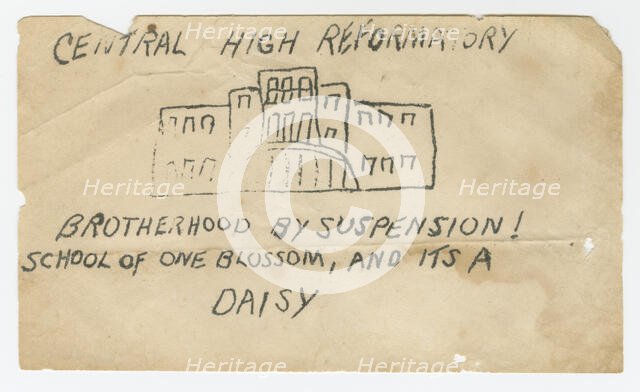 CENTRAL HIGH REFORMATORY
BROTHERHOOD BY SUSPENSION!
SCHOOL OF ONE BLOSSOM, AND ITS A
DAISY